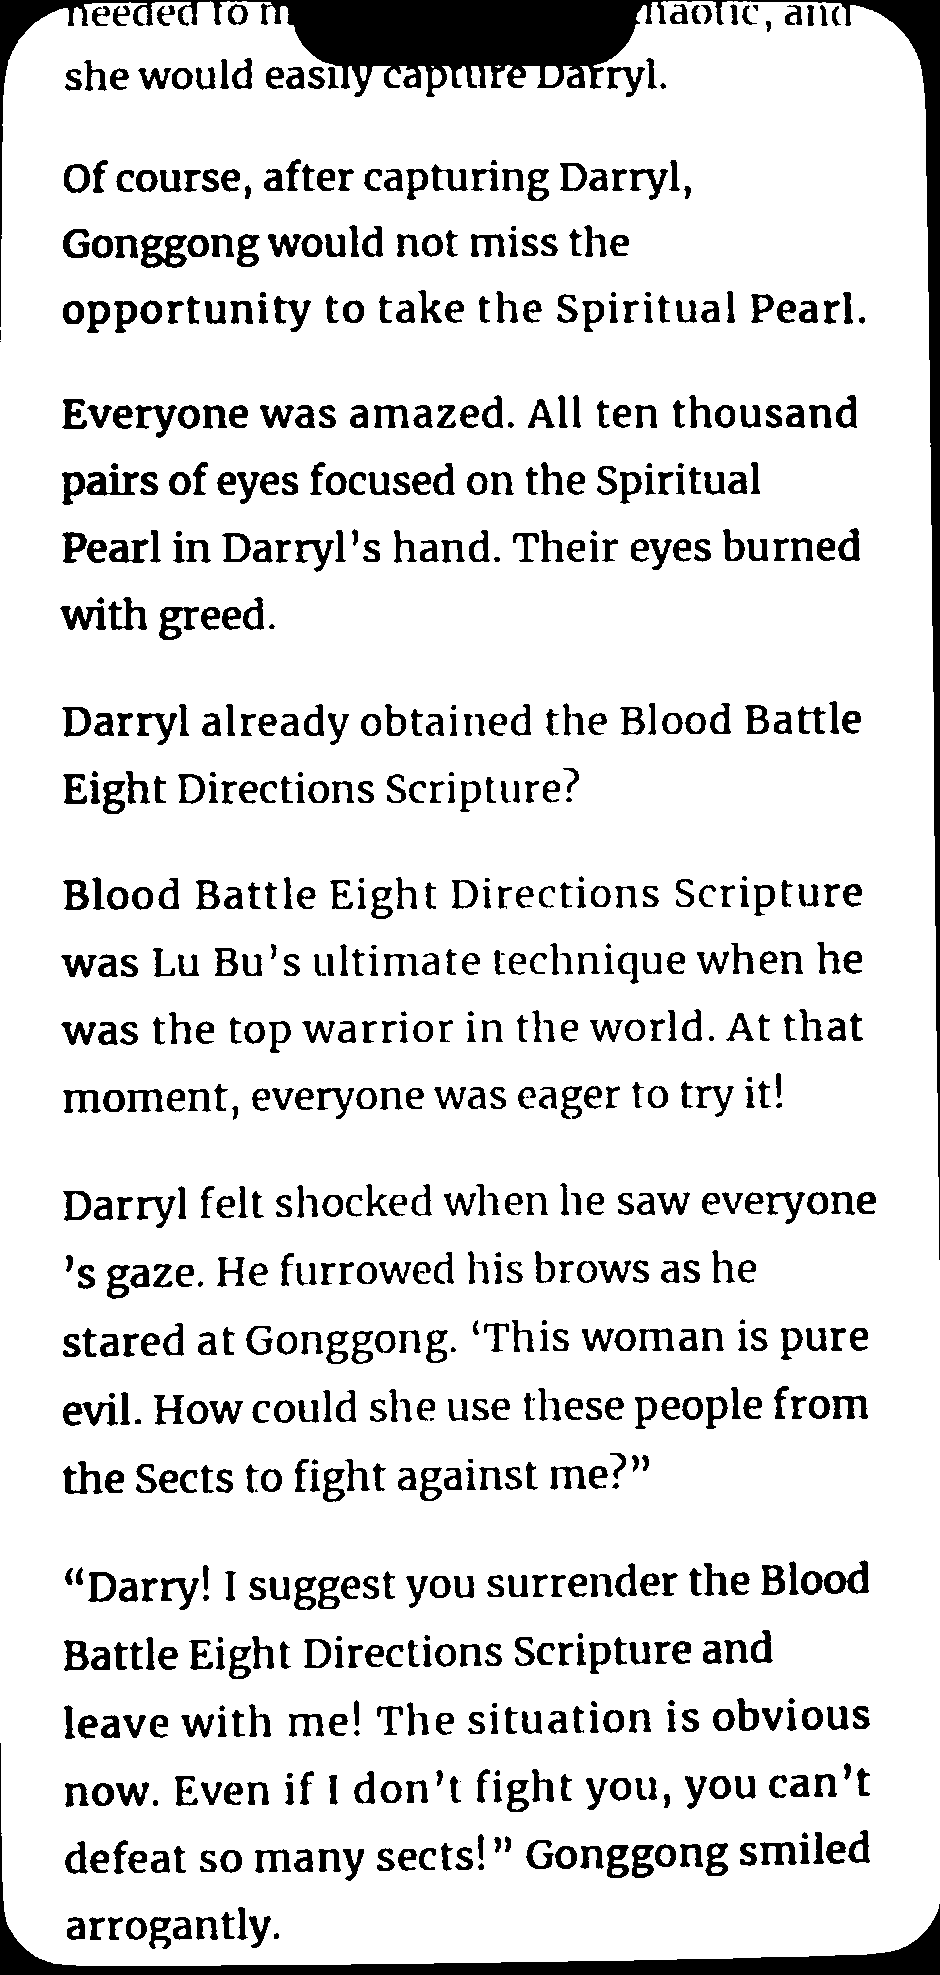 needed to
and
she would easily capture Darryl.
Of course, after capturing Darryl,
Gonggong would not miss the
opportunity to take the Spiritual Pearl.
Everyone was amazed. All ten thousand
pairs of eyes focused on the Spiritual
Pearl in Darryl's hand. Their eyes burned
with greed.
Darryl already obtained the Blood Battle
Eight Directions Scripture?
Blood Battle Eight Directions Scripture
was Lu Bu's ultimate technique when he
was the top warrior in the world. At that
moment, everyone was eager to try it!
Darryl felt shocked when he saw everyone
's gaze. He furrowed his brows as he
stared at Gonggong. ‘This woman is pure
evil. How could she use these people from
the Sects to fight against me?”
“Darry! I suggest you surrender the Blood
Battle Eight Directions Scripture and
leave with me! The situation is obvious
now. Even if I don't fight you, you can't
defeat so many sects!” Gonggong smiled
arrogantly.